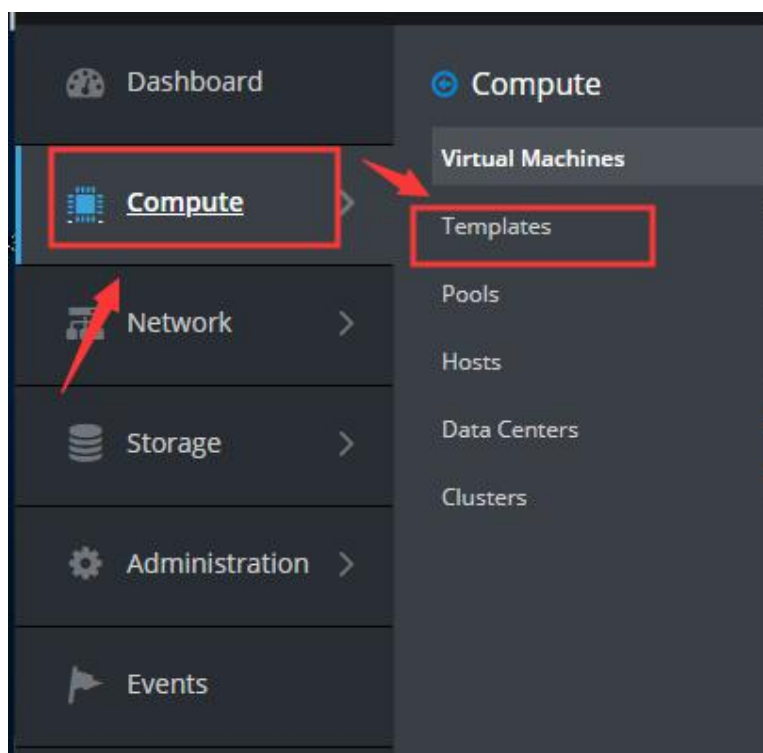 Dashboard
Compute
Network
Storage
Administration
Events
Compute
Virtual Machines
Templates
Pools
Hosts
Data Centers
Clusters